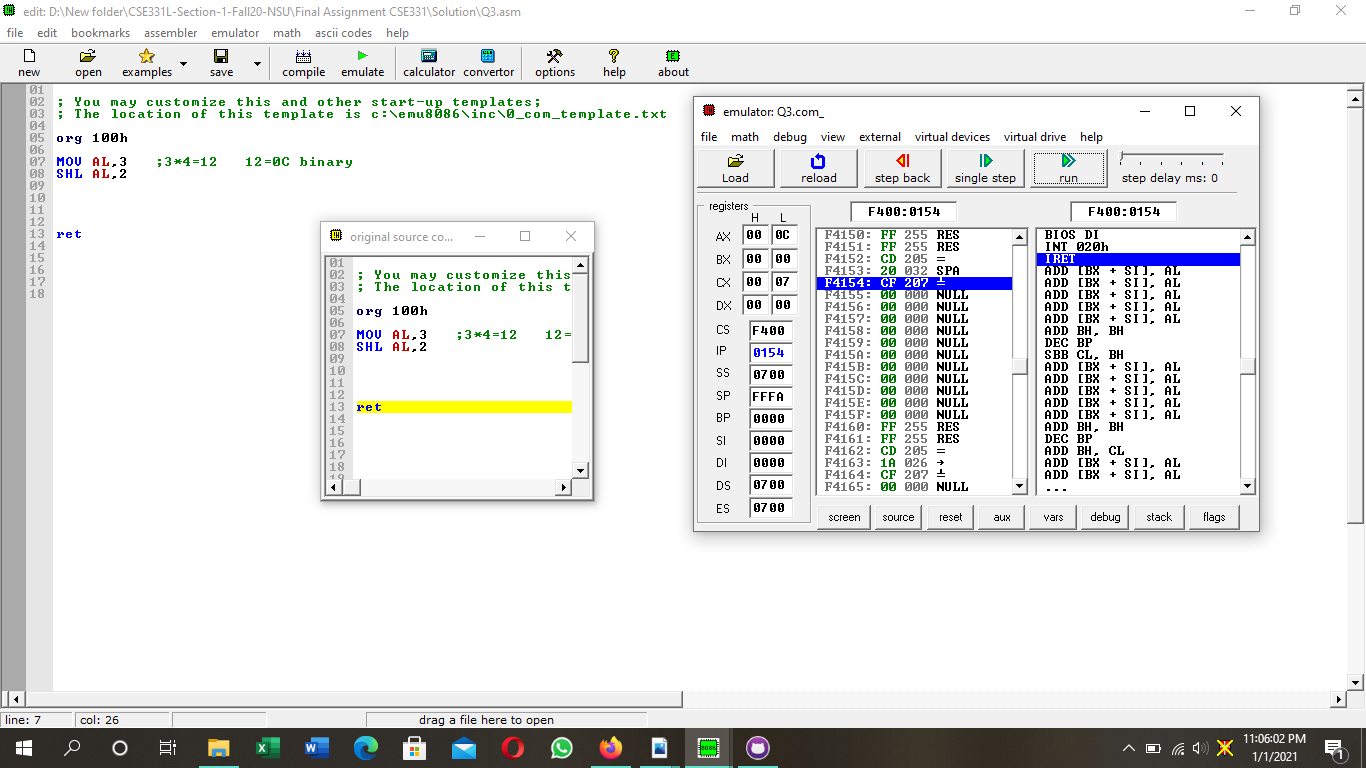 edit: D:\New folder\CSE331L-Section-1-Fall20-NSU\Final Assignment CSE331\Solution\Q3.asm
file edit bookmarks assembler emulator math ascii codes help
new open examples save compile emulate calculator convertor options help about
01
02 ; You may customize this and other start-up templates;
03 ; The location of this template is c:\emu8086\inc\0_com_template.txt
04
05 org 100h
06
07 MOV AL,3 ;3*4=12 12=0C binary
08 SHL AL,2
09
10
11
12
13 ret
14
15
16
17
18
original source co...
01
02 ; You may customize this
03 ; The location of this t
04
05 org 100h
06
07 MOV AL,3 ;3*4=12 12=
08 SHL AL,2
09
10
11
12
13 ret
14
15
16
17
18
emulator: Q3.com_
file math debug view external virtual devices virtual drive help
Load reload step back single step run step delay ms: 0
registers
F400:0154 F400:0154
H L
AX 00 0C
BX 00 00
CX 00 07
DX 00 00
CS F400
IP 0154
SS 0700
SP FFFA
BP 0000
SI 0000
DI 0000
DS 0700
ES 0700
F4150: FF 255 RES
F4151: FF 255 RES
F4152: CD 205 =
F4153: 20 032 SPA
F4154: CF 207 ╧
F4155: 00 000 NULL
F4156: 00 000 NULL
F4157: 00 000 NULL
F4158: 00 000 NULL
F4159: 00 000 NULL
F415A: 00 000 NULL
F415B: 00 000 NULL
F415C: 00 000 NULL
F415D: 00 000 NULL
F415E: 00 000 NULL
F415F: 00 000 NULL
F4160: FF 255 RES
F4161: FF 255 RES
F4162: CD 205 =
F4163: 1A 026 →
F4164: CF 207 ╧
F4165: 00 000 NULL
BIOS DI
INT 020h
IRET
ADD [BX + SI], AL
ADD [BX + SI], AL
ADD [BX + SI], AL
ADD [BX + SI], AL
ADD [BX + SI], AL
ADD BH, BH
DEC BP
SBB CL, BH
ADD [BX + SI], AL
ADD [BX + SI], AL
ADD [BX + SI], AL
ADD [BX + SI], AL
ADD [BX + SI], AL
ADD BH, BH
DEC BP
ADD BH, CL
ADD [BX + SI], AL
ADD [BX + SI], AL
...
screen source reset aux vars debug stack flags
line: 7 col: 26 drag a file here to open
11:06:02 PM
1/1/2021